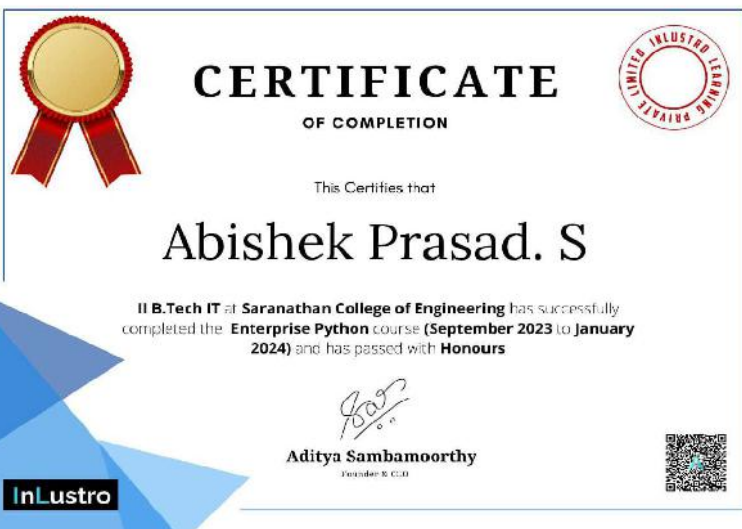 CERTIFICATE
OF COMPLETION
INLUSTRO LEARNING PRIVATE LIMITED
This Certifies that
Abishek Prasad. S
II B.Tech IT at Saranathan College of Engineering has successfully
completed the Enterprise Python course (September 2023 to January
2024) and has passed with Honours
Aditya Sambamoorthy
Founder & CEO
InLustro